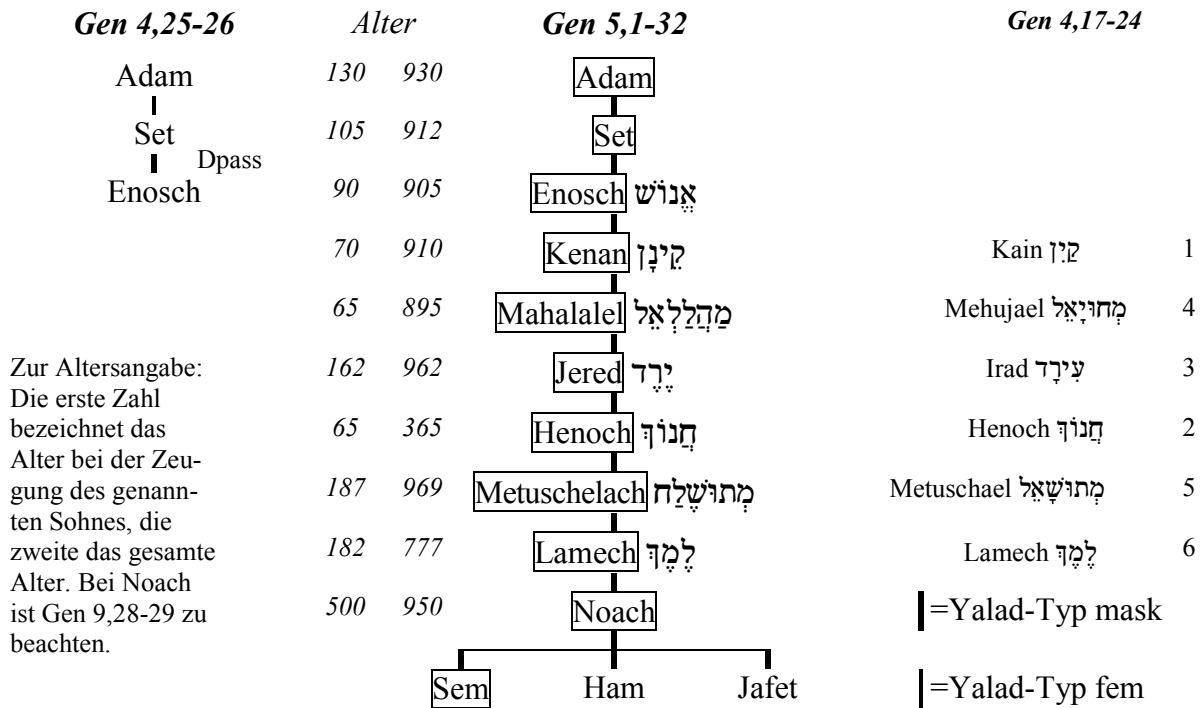 Gen 4,25-26 Alter Gen 5,1-32 Gen 4,17-24
Adam 130 930 Adam
Set 105 912 Set
Dpass
Enosch 90 905 Enosch אֱנוֹשׁ
70 910 Kenan קֵינָן Kain קַיִן 1
65 895 Mahalalel מַהֲלַלְאֵל Mehujael מְחוּיָאֵל 4
Zur Altersangabe: 162 962 Jered יֶרֶד Irad עִירָד 3
Die erste Zahl
bezeichnet das 65 365 Henoch חֲנוֹךְ Henoch חֲנוֹךְ 2
Alter bei der Zeu-
gung des genann- 187 969 Metuschelach מְתוּשֶׁלַח Metuschael מְתוּשָׁאֵל 5
ten Sohnes, die
zweite das gesamte 182 777 Lamech לֶמֶךְ Lamech לֶמֶךְ 6
Alter. Bei Noach
ist Gen 9,28-29 zu 500 950 Noach =Yalad-Typ mask
beachten.
Sem Ham Jafet =Yalad-Typ fem